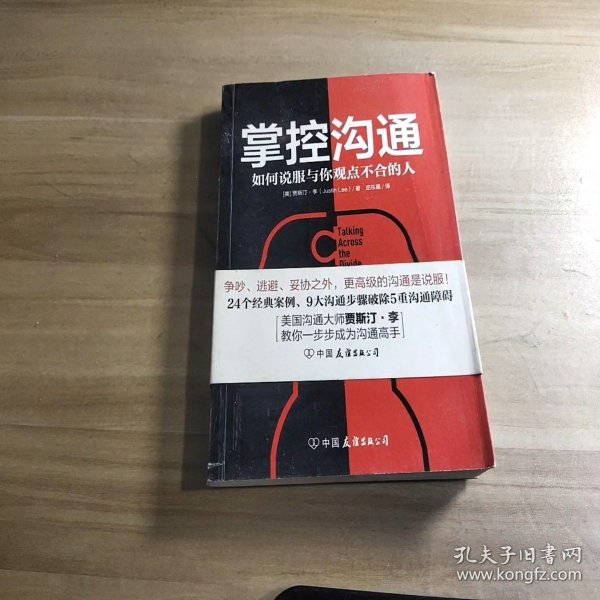 掌控沟通
如何说服与你观点不合的人
[美]贾斯汀·李(Justin Lee)/著
/译
Talking
Across
the
Divide
争吵、逃避、妥协之外，更高级的沟通是说服！
24个经典案例、9大沟通步骤破除5重沟通障碍
美国沟通大师贾斯汀·李
教你一步步成为沟通高手
中国友谊出版公司
中国友谊出版公司
孔夫子旧书网
www.kongfz.com